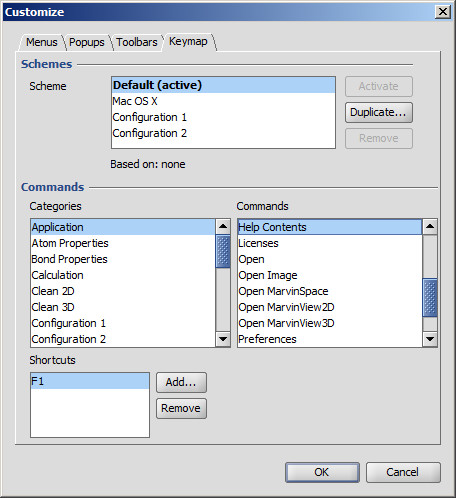 Customize
Menus Popups Toolbars Keymap
Schemes
Scheme
Default (active)
Mac OS X
Configuration 1
Configuration 2
Activate
Duplicate...
Remove
Based on: none
Commands
Categories
Application
Atom Properties
Bond Properties
Calculation
Clean 2D
Clean 3D
Configuration 1
Configuration 2
Commands
Help Contents
Licenses
Open
Open Image
Open MarvinSpace
Open MarvinView2D
Open MarvinView3D
Preferences
Shortcuts
F1
Add...
Remove
OK
Cancel